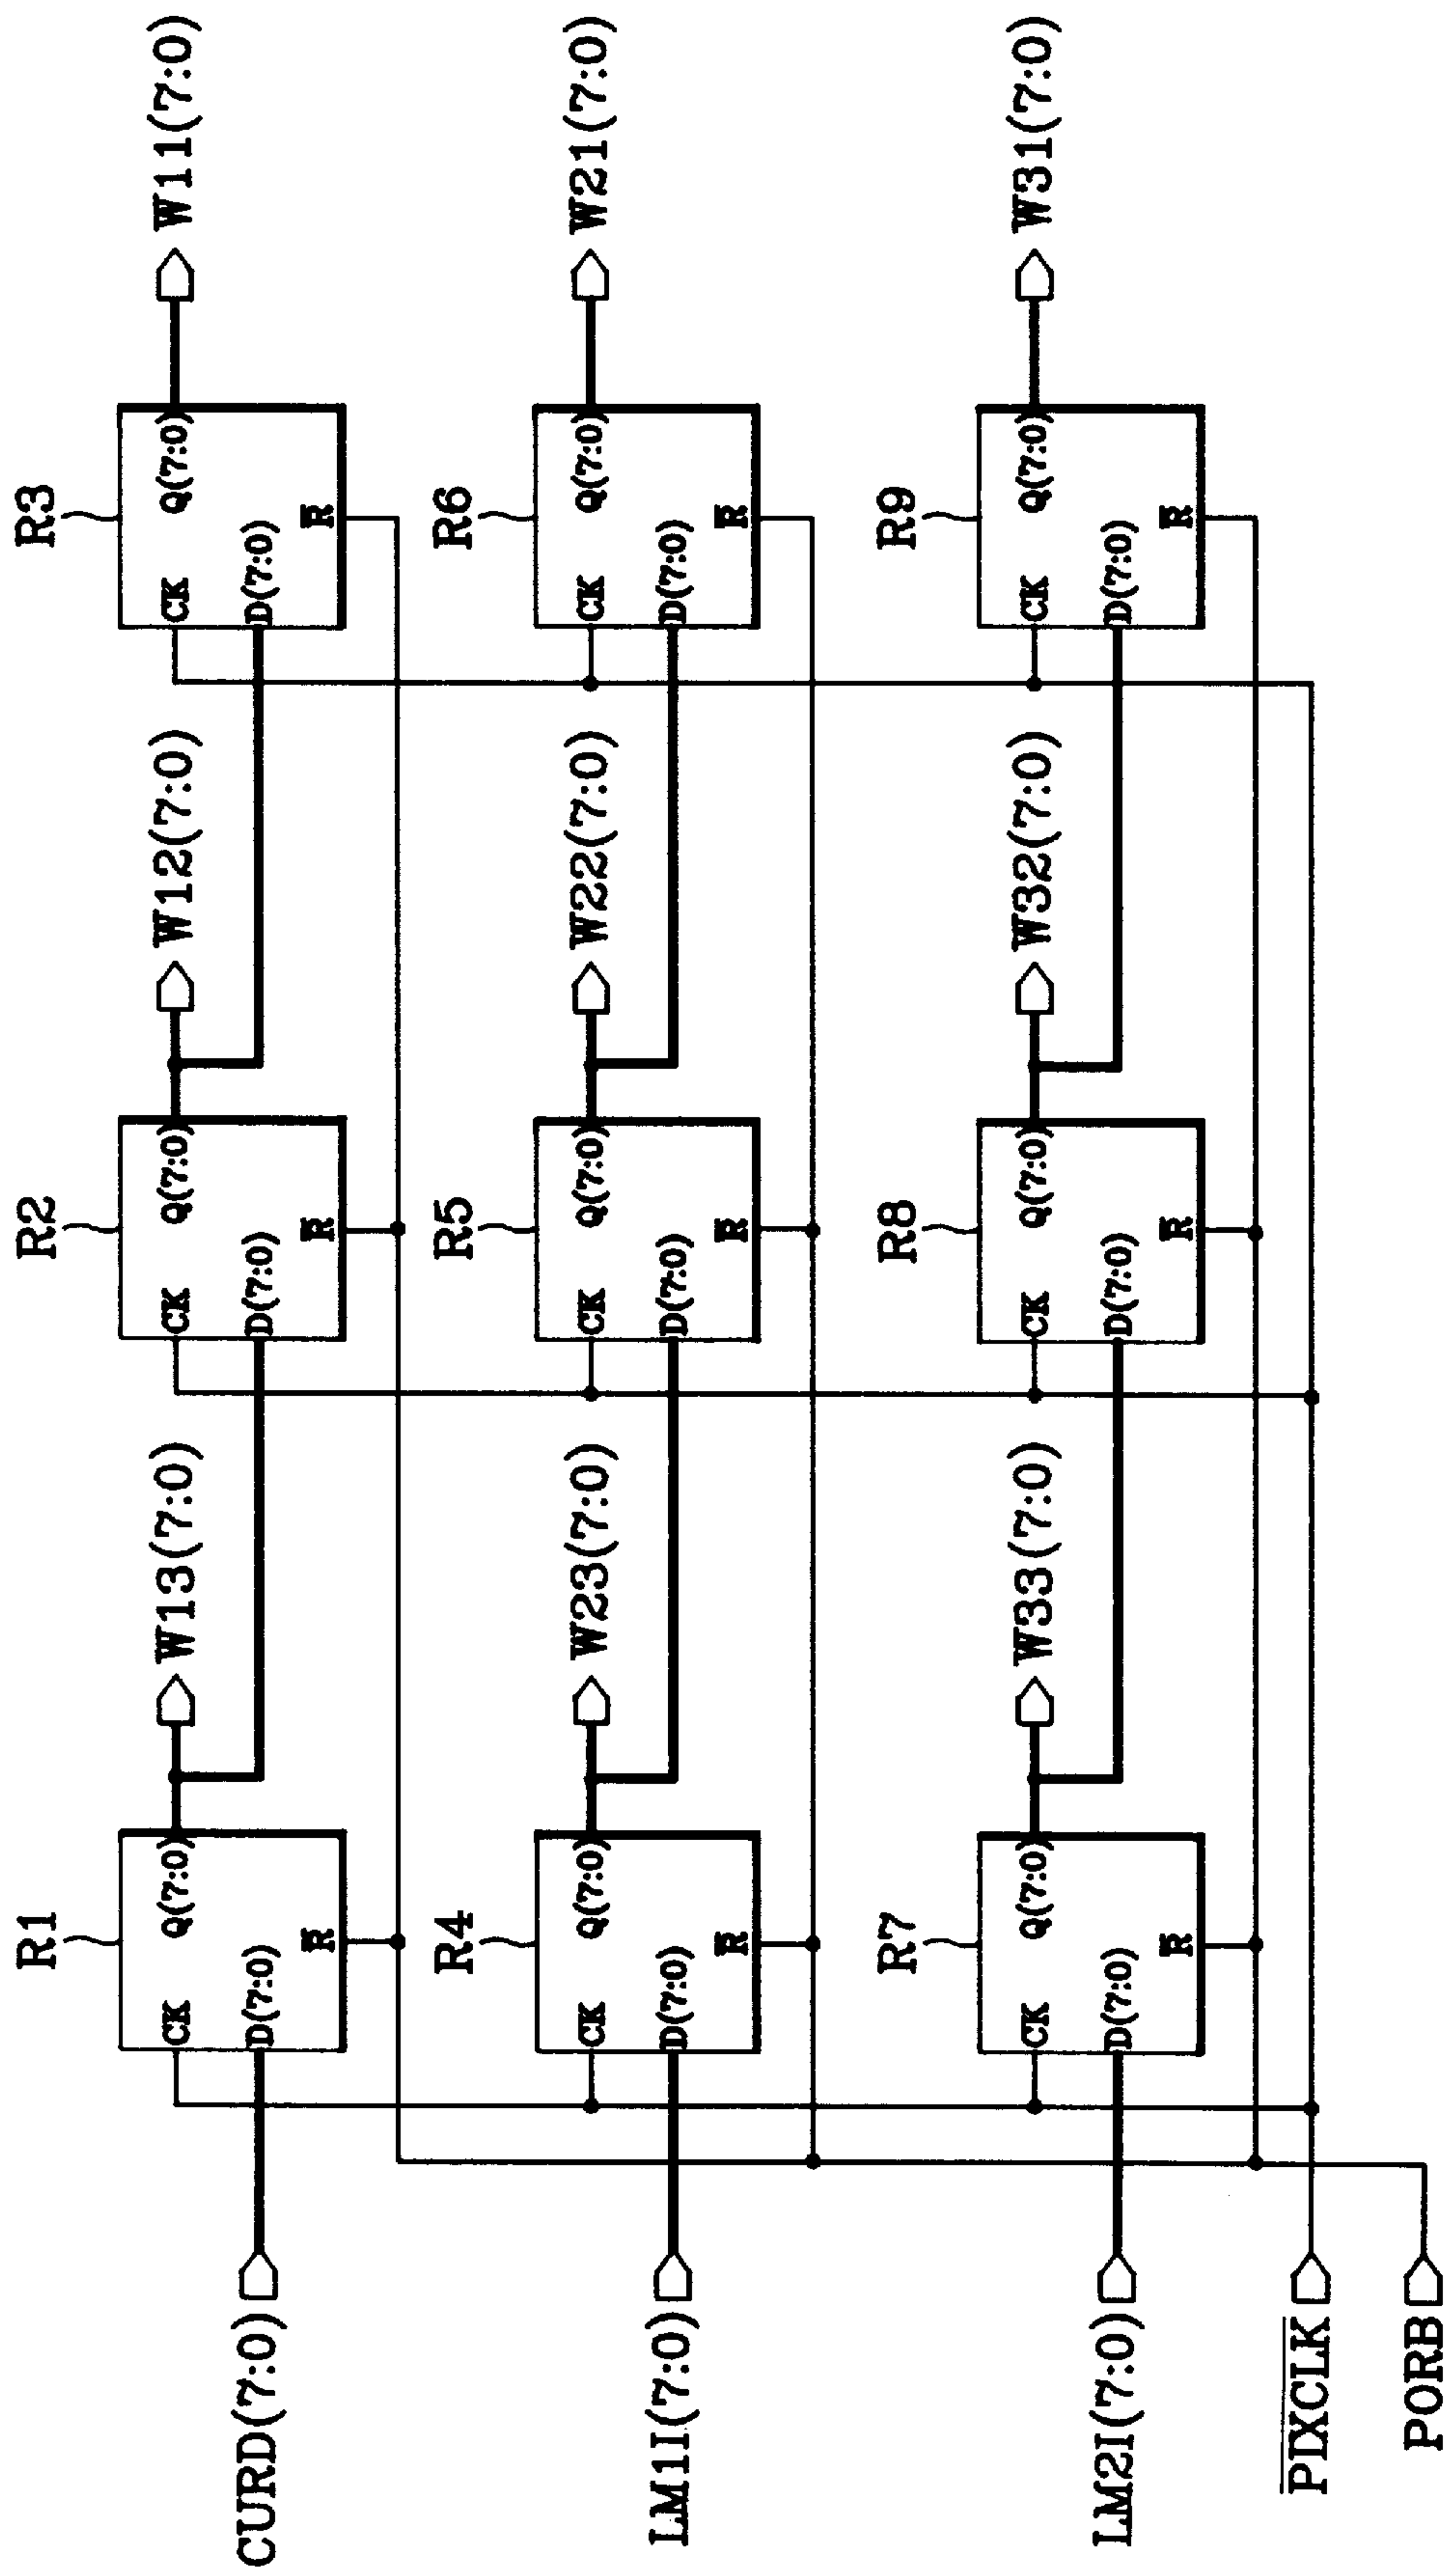 R1
R2
R3
CK
Q(7:0)
D(7:0)
R̅
CK
Q(7:0)
D(7:0)
R̅
CK
Q(7:0)
D(7:0)
R̅
CURD(7:0)
W13(7:0)
W12(7:0)
W11(7:0)
R4
R5
R6
CK
Q(7:0)
D(7:0)
R̅
CK
Q(7:0)
D(7:0)
R̅
CK
Q(7:0)
D(7:0)
R̅
LM1I(7:0)
W23(7:0)
W22(7:0)
W21(7:0)
R7
R8
R9
CK
Q(7:0)
D(7:0)
R̅
CK
Q(7:0)
D(7:0)
R̅
CK
Q(7:0)
D(7:0)
R̅
LM2I(7:0)
W33(7:0)
W32(7:0)
W31(7:0)
P̅I̅X̅C̅L̅K̅
PORB